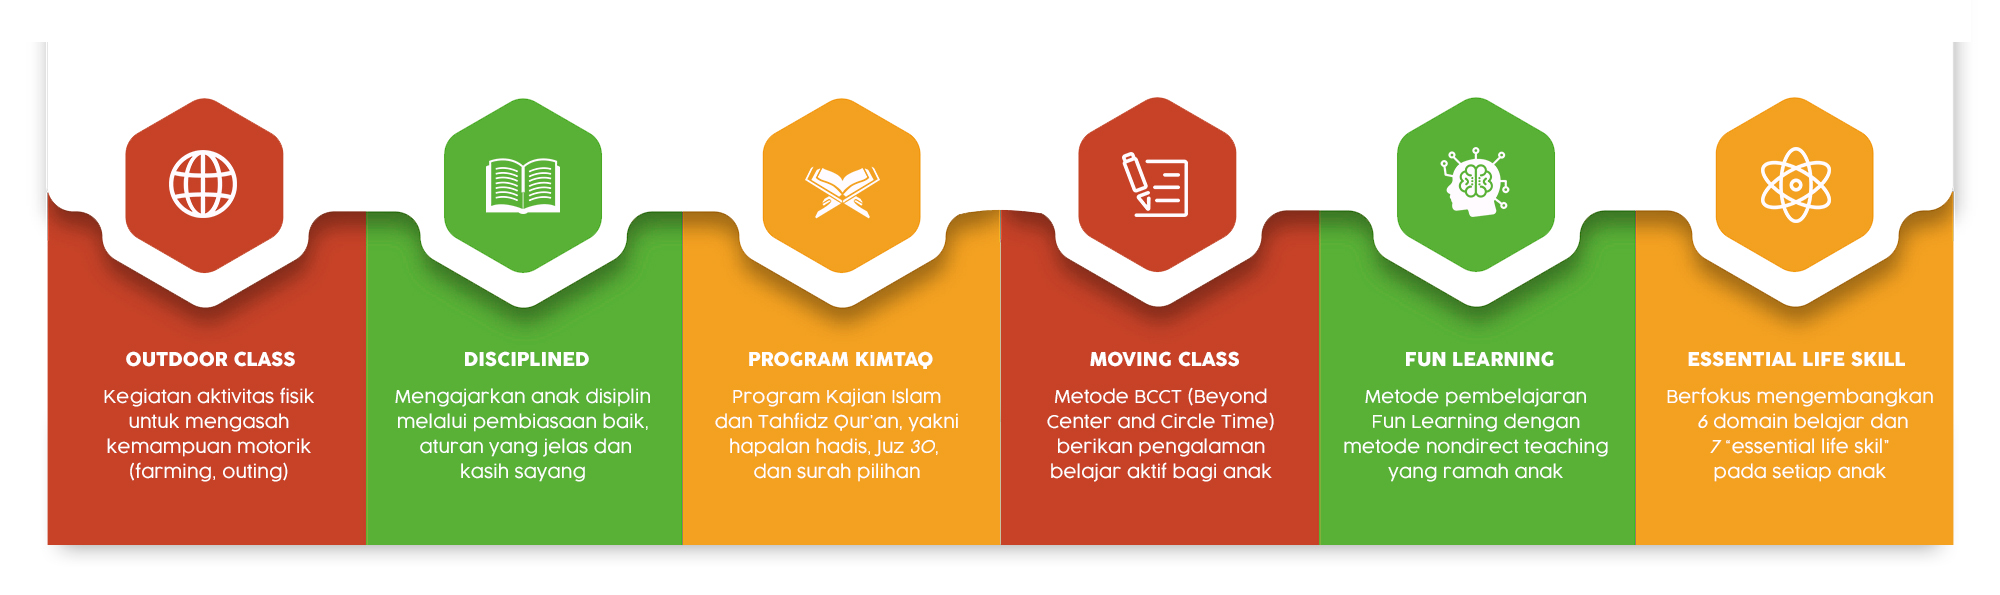 OUTDOOR CLASS
Kegiatan aktivitas fisik
untuk mengasah
kemampuan motorik
(farming, outing)
DISCIPLINED
Mengajarkan anak disiplin
melalui pembiasaan baik,
aturan yang jelas dan
kasih sayang
PROGRAM KIMTAQ
Program Kajian Islam
dan Tahfidz Qur'an, yakni
hapalan hadis, Juz 30,
dan surah pilihan
MOVING CLASS
Metode BCCT (Beyond
Center and Circle Time)
berikan pengalaman
belajar aktif bagi anak
FUN LEARNING
Metode pembelajaran
Fun Learning dengan
metode nondirect teaching
yang ramah anak
ESSENTIAL LIFE SKILL
Berfokus mengembangkan
6 domain belajar dan
7 "essential life skil"
pada setiap anak